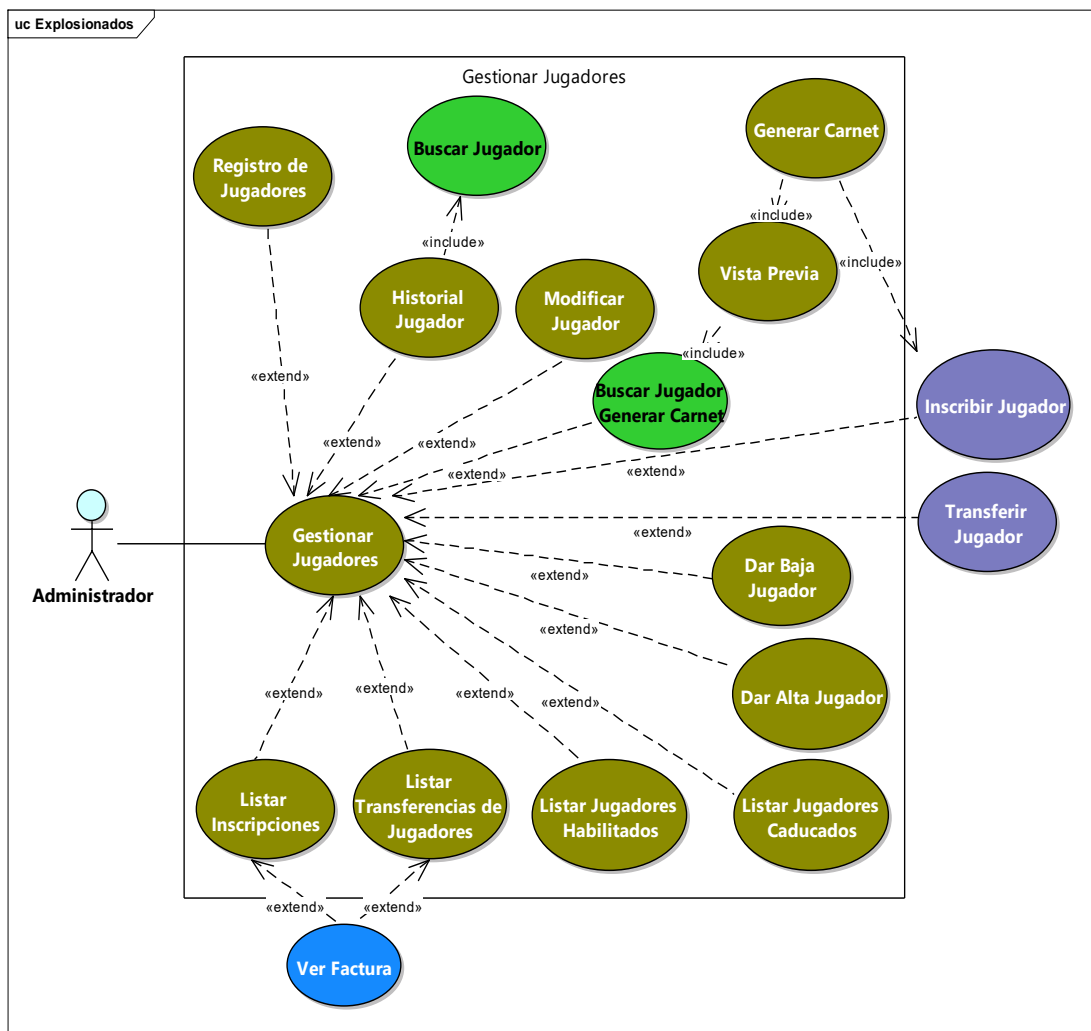 uc Explosionados
Gestionar Jugadores
Buscar Jugador
Generar Carnet
Registro de
Jugadores
«include»
«include»
«include»
Vista Previa
Historial
Jugador
Modificar
Jugador
«include»
Buscar Jugador
Generar Carnet
Inscribir Jugador
«extend»
«extend»
«extend»
«extend»
«extend»
Transferir
Jugador
Gestionar
Jugadores
«extend»
Administrador
Dar Baja
Jugador
«extend»
«extend»
Dar Alta Jugador
«extend»
«extend»
«extend»
«extend»
Listar
Inscripciones
Listar
Transferencias de
Jugadores
Listar Jugadores
Habilitados
Listar Jugadores
Caducados
«extend»
«extend»
Ver Factura